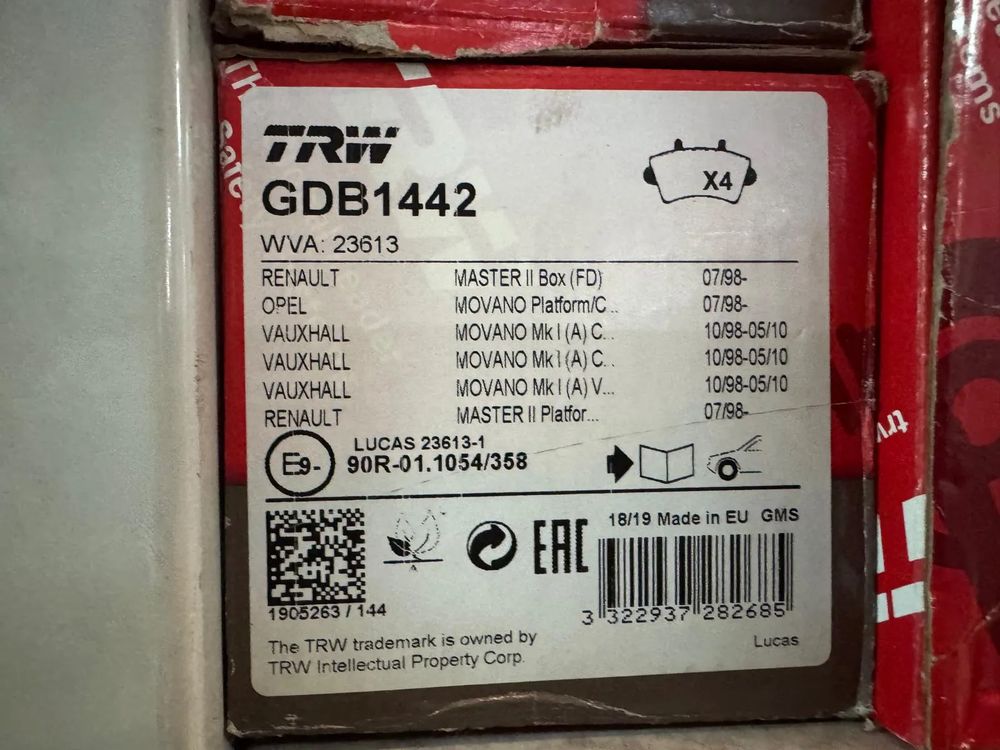 TRW
X4
GDB1442
WVA: 23613
RENAULT MASTER II Box (FD) 07/98-
OPEL MOVANO Platform/C... 07/98-
VAUXHALL MOVANO Mk I (A) C... 10/98-05/10
VAUXHALL MOVANO Mk I (A) C... 10/98-05/10
VAUXHALL MOVANO Mk I (A) V... 10/98-05/10
RENAULT MASTER II Platfor... 07/98-
E9-
LUCAS 23613-1
90R-01.1054/358
18/19 Made in EU GMS
A
EAC
1905263 / 144
3 322937 282685
The TRW trademark is owned by
TRW Intellectual Property Corp.
Lucas
trw